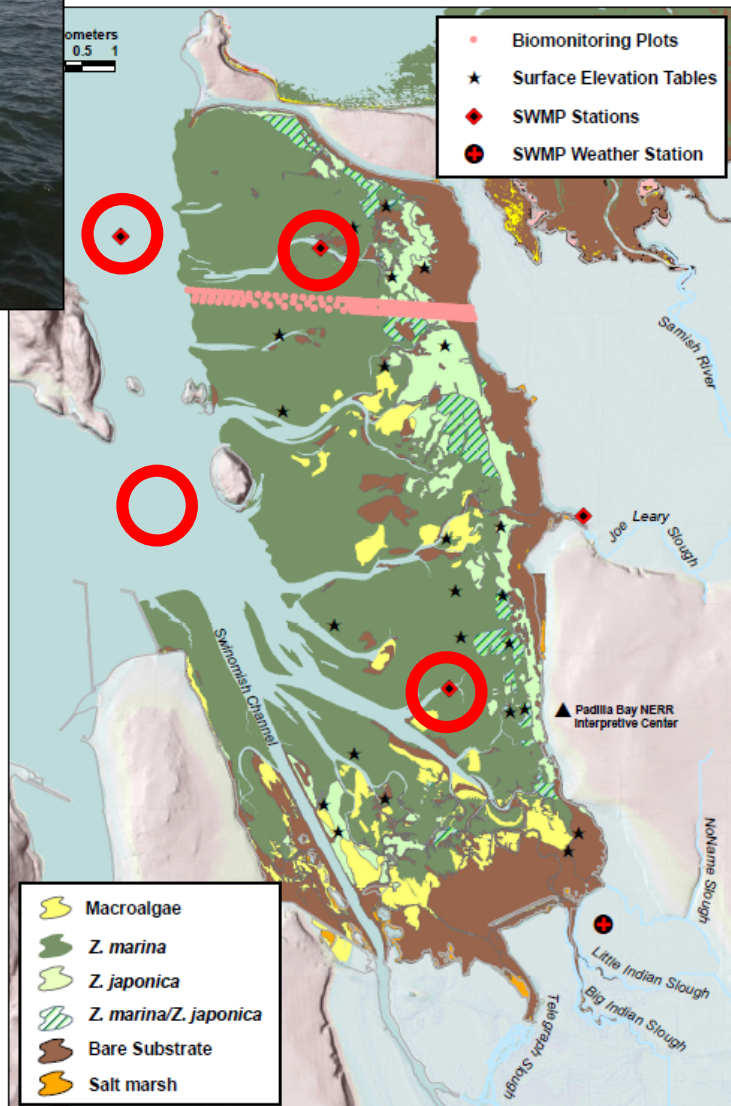 ometers
0.5 1
Biomonitoring Plots
Surface Elevation Tables
SWMP Stations
SWMP Weather Station
Samish River
Joe Leary Slough
Swinomish Channel
Padilla Bay NERR
Interpretive Center
NoName Slough
Macroalgae
Z. marina
Z. japonica
Z. marina/Z. japonica
Bare Substrate
Salt marsh
Little Indian Slough
Big Indian Slough
Telegraph Slough